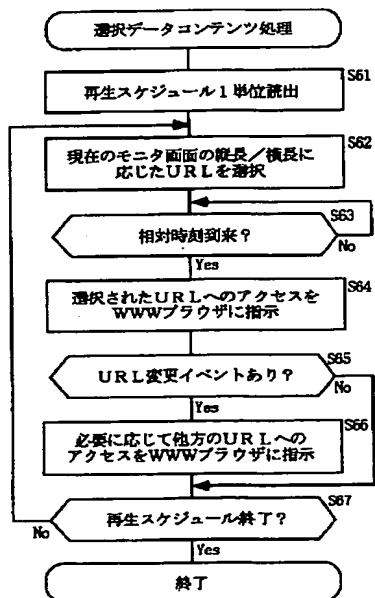 選択データコンテンツ処理
S61
再生スケジュール1単位読出
S62
現在のモニタ画面の縦長／横長に
応じたURLを選択
S63
相対時刻到来？
No
Yes
S64
選択されたURLへのアクセスを
WWWブラウザに指示
S65
URL変更イベントあり？
No
Yes
S66
必要に応じて他方のURLへの
アクセスをWWWブラウザに指示
S67
再生スケジュール終了？
No
Yes
終了